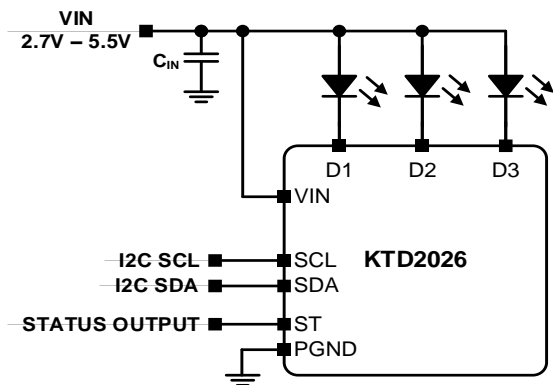 VIN
2.7V – 5.5V
CIN
D1 D2 D3
VIN
KTD2026
I2C SCL SCL
I2C SDA SDA
STATUS OUTPUT ST
PGND